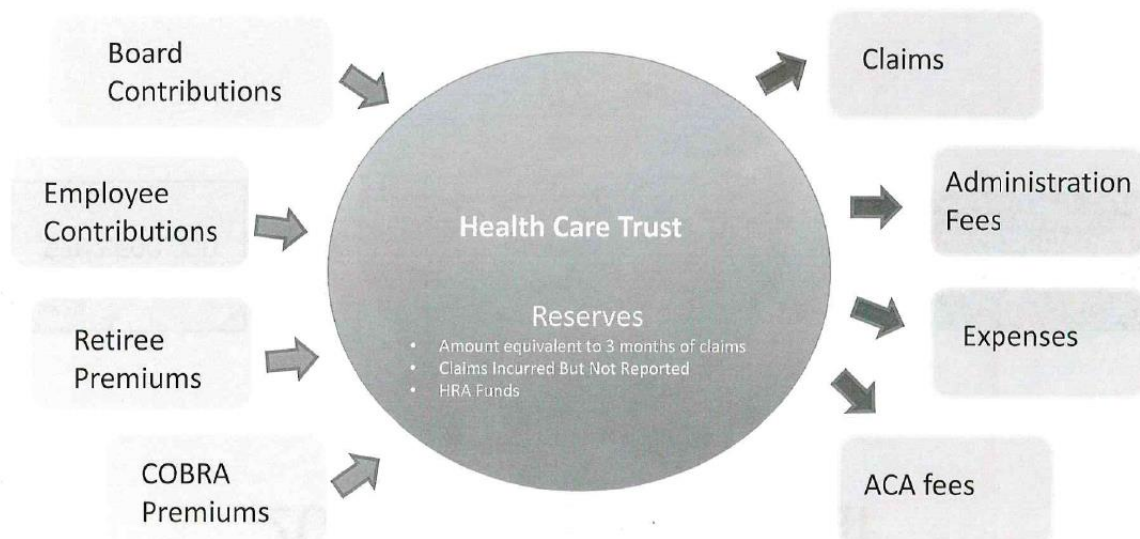 Board
Contributions
Employee
Contributions
Retiree
Premiums
COBRA
Premiums
Health Care Trust
Reserves
• Amount equivalent to 3 months of claims
• Claims Incurred But Not Reported
• HRA Funds
Claims
Administration
Fees
Expenses
ACA fees